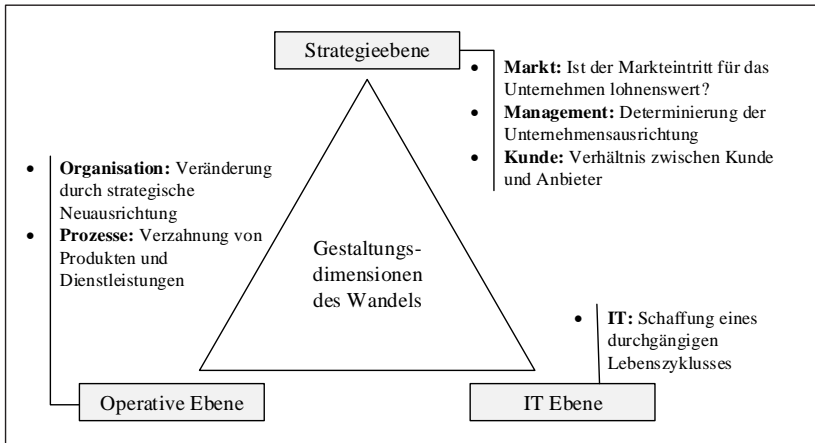 Strategieebene
• Markt: Ist der Markteintritt für das
Unternehmen lohnenswert?
• Management: Determinierung der
Unternehmensausrichtung
• Kunde: Verhältnis zwischen Kunde
und Anbieter
• Organisation: Veränderung
durch strategische
Neuausrichtung
• Prozesse: Verzahnung von
Produkten und
Dienstleistungen
Gestaltungs-
dimensionen
des Wandels
• IT: Schaffung eines
durchgängigen
Lebenszyklusses
Operative Ebene
IT Ebene